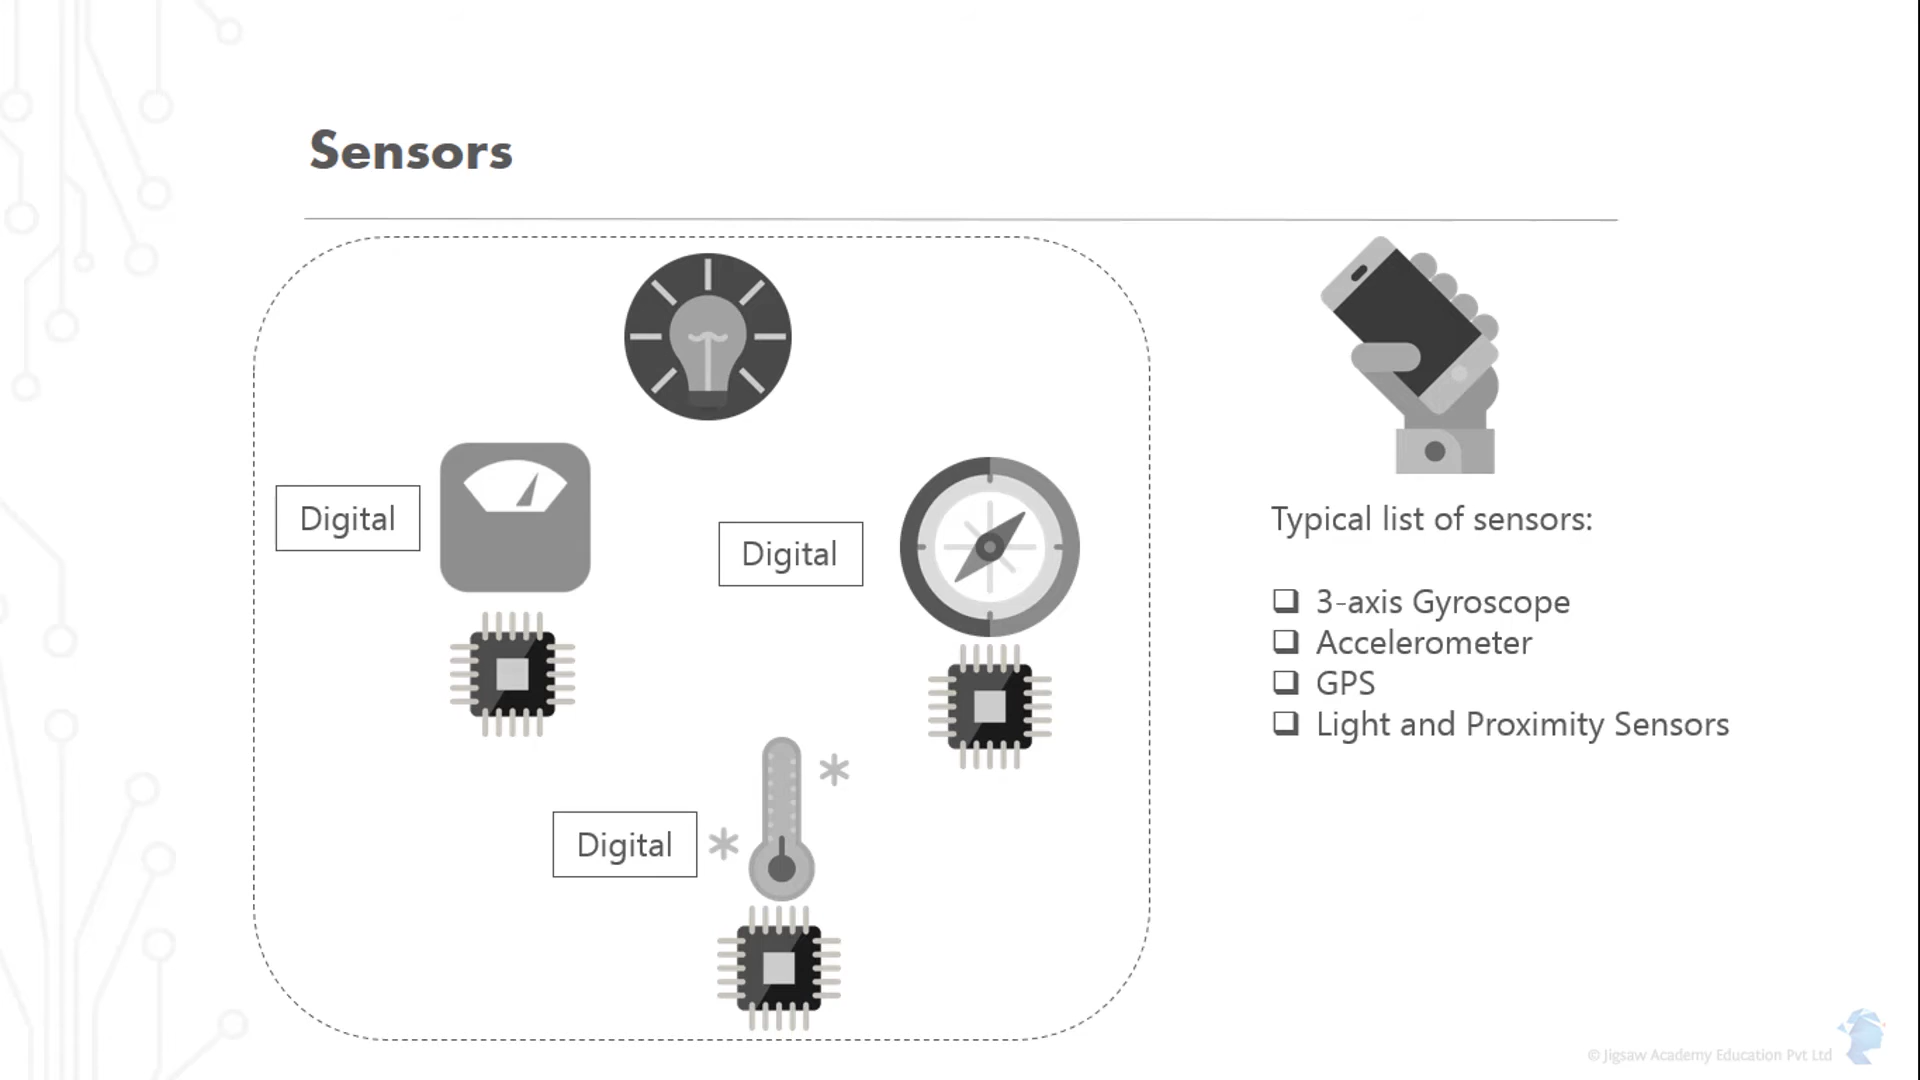 Sensors
Digital
Digital
Digital
Typical list of sensors:
3-axis Gyroscope
Accelerometer
GPS
Light and Proximity Sensors
© Jigsaw Academy Education Pvt Ltd